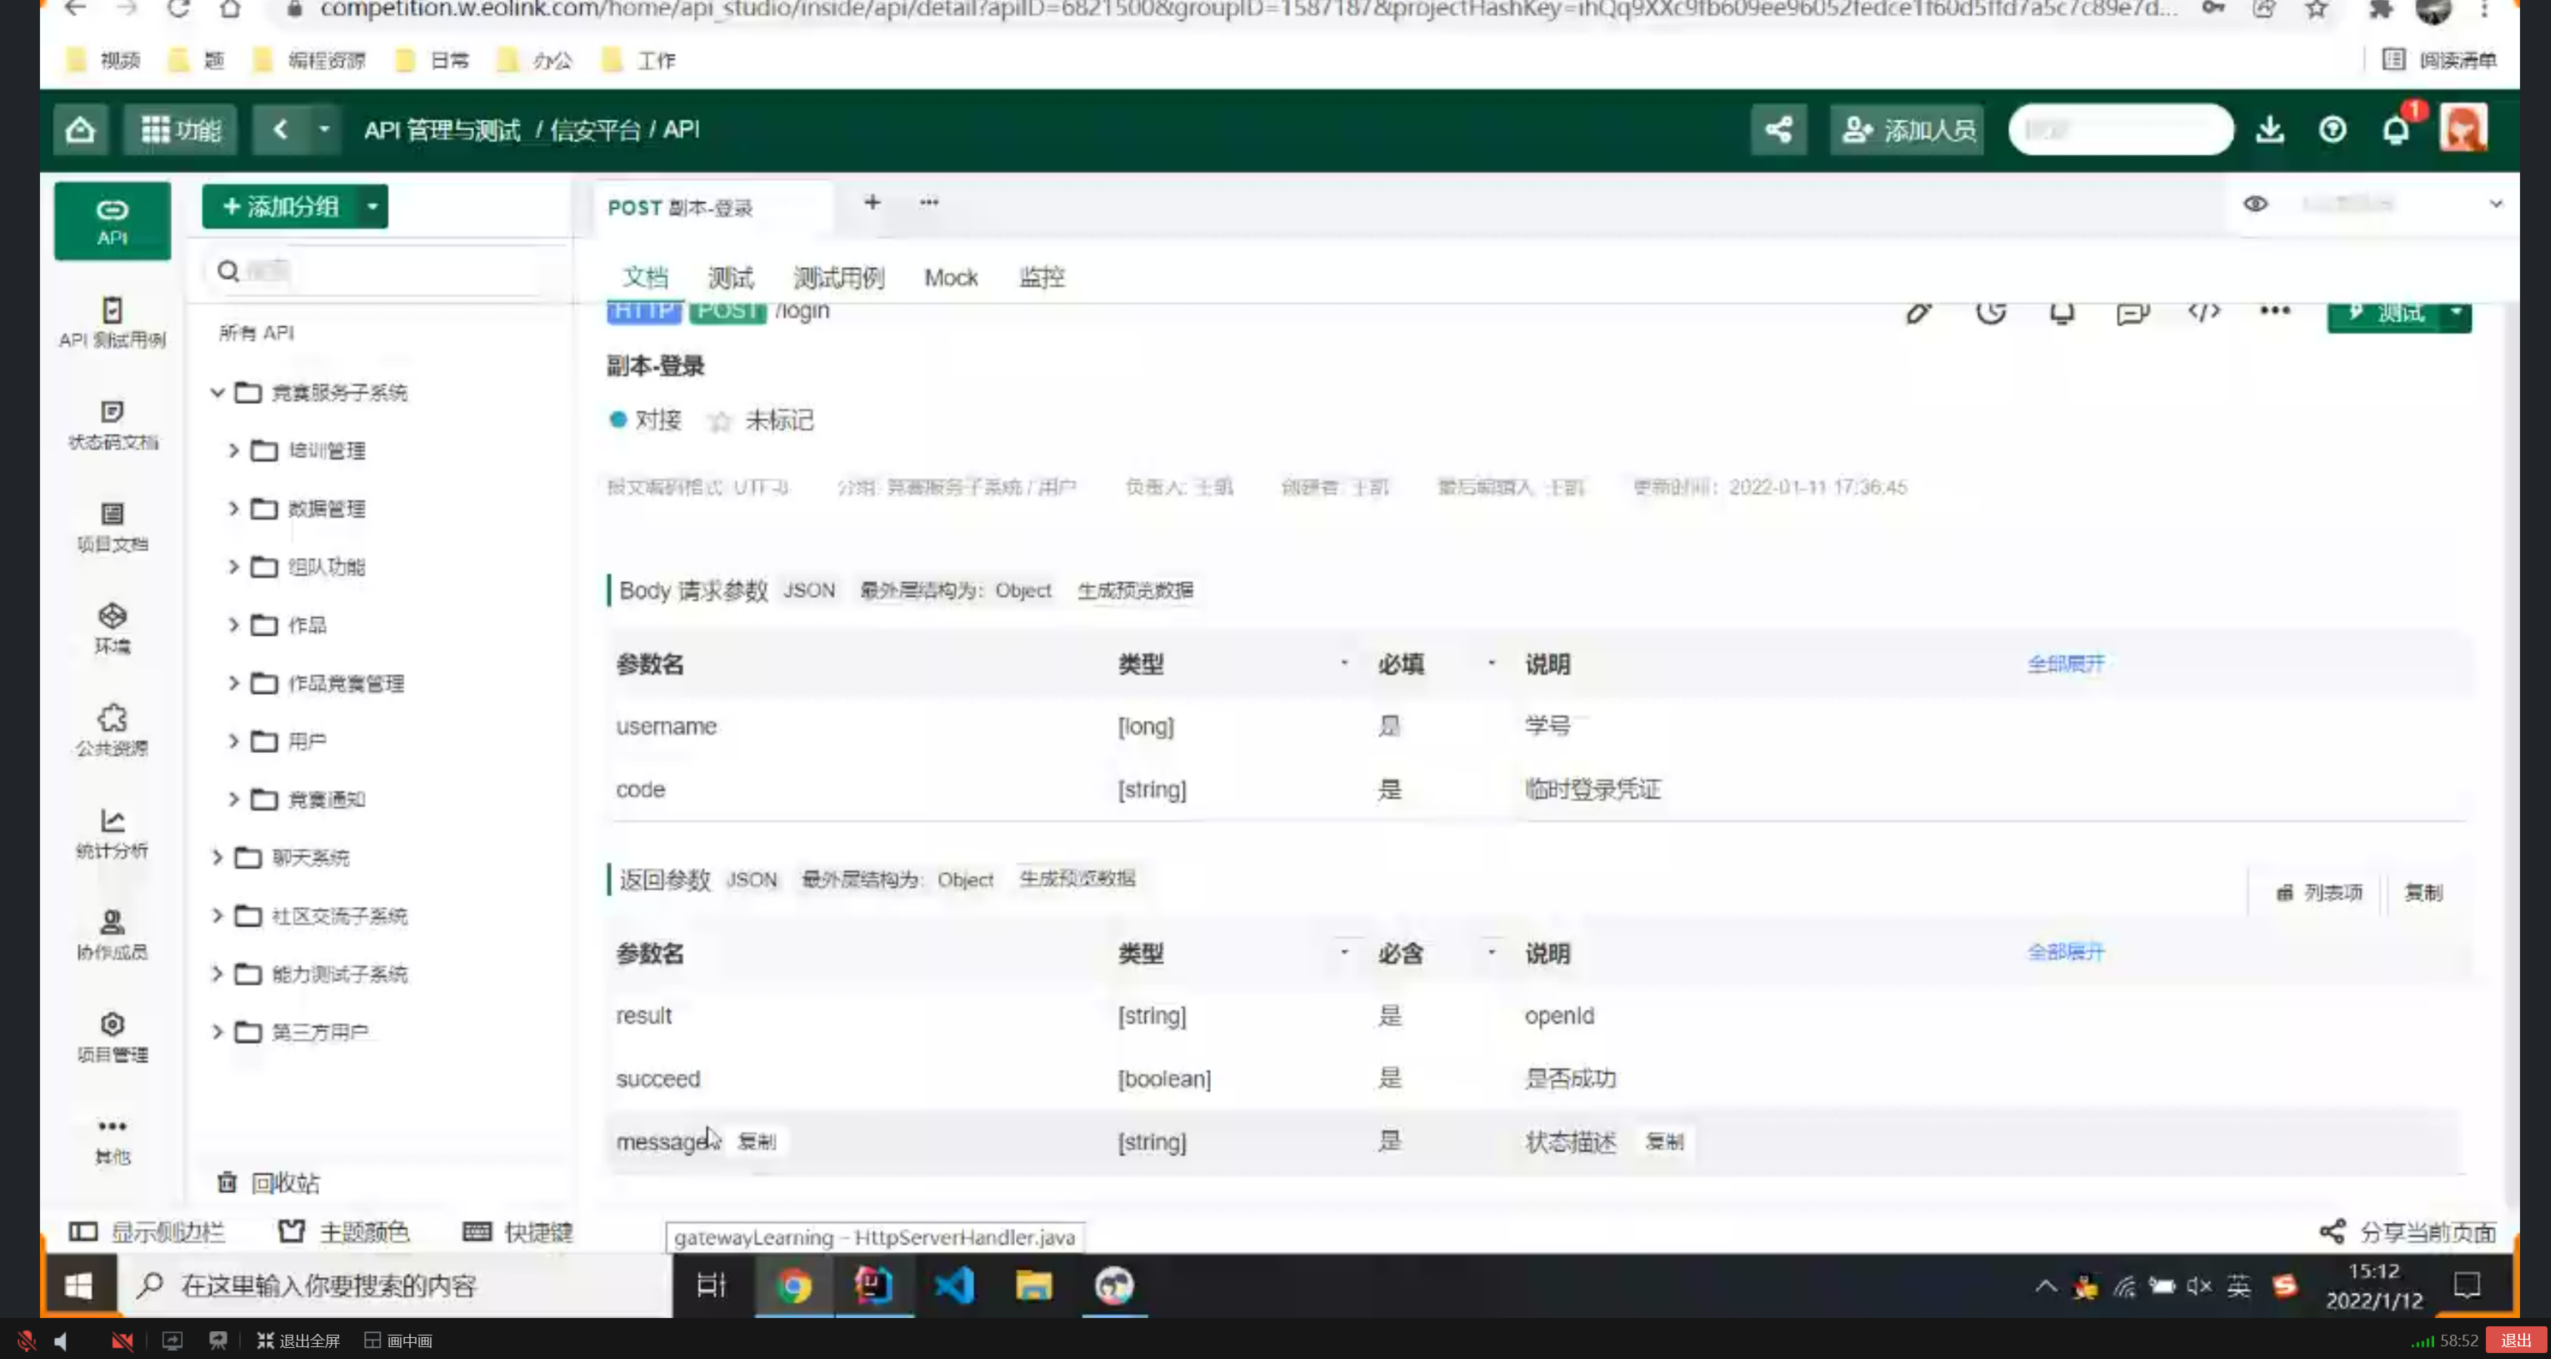 competition.w.eolink.com/home/api_studio/inside/api/detail?apiID=6821500&groupID=1587187&projectHashKey=ihQq9XXc9fb609ee96052fedce1f60d5ffd7a5c7c89e7d...
视频 题 编程资源 日常 办公 工作 阅读清单
功能 API 管理与测试 / 信安平台 / API 添加人员 1
API
+ 添加分组
POST 副本-登录 + ...
文档 测试 测试用例 Mock 监控
HTTP POST /login 测试
API 测试用例
状态码文档
项目文档
环境
公共资源
统计分析
协作成员
项目管理
其他
所有 API
竞赛服务子系统
培训管理
数据管理
组队功能
作品
作品竞赛管理
用户
竞赛通知
聊天系统
社区交流子系统
能力测试子系统
第三方用户
回收站
副本-登录
对接 未标记
报文编码格式: UTF-8 分组: 竞赛服务子系统 / 用户 负责人: 王凯 创建者: 王凯 最后编辑人: 王凯 更新时间: 2022-01-11 17:36:45
Body 请求参数 JSON 最外层结构为: Object 生成预览数据
参数名 类型 必填 说明 全部展开
username [long] 是 学号
code [string] 是 临时登录凭证
返回参数 JSON 最外层结构为: Object 生成预览数据 列表项 复制
参数名 类型 必含 说明 全部展开
result [string] 是 openId
succeed [boolean] 是 是否成功
message 复制 [string] 是 状态描述 复制
显示侧边栏 主题颜色 快捷键 分享当前页面
gatewayLearning – HttpServerHandler.java
在这里输入你要搜索的内容 英 15:12
2022/1/12
退出全屏 画中画 58:52 退出